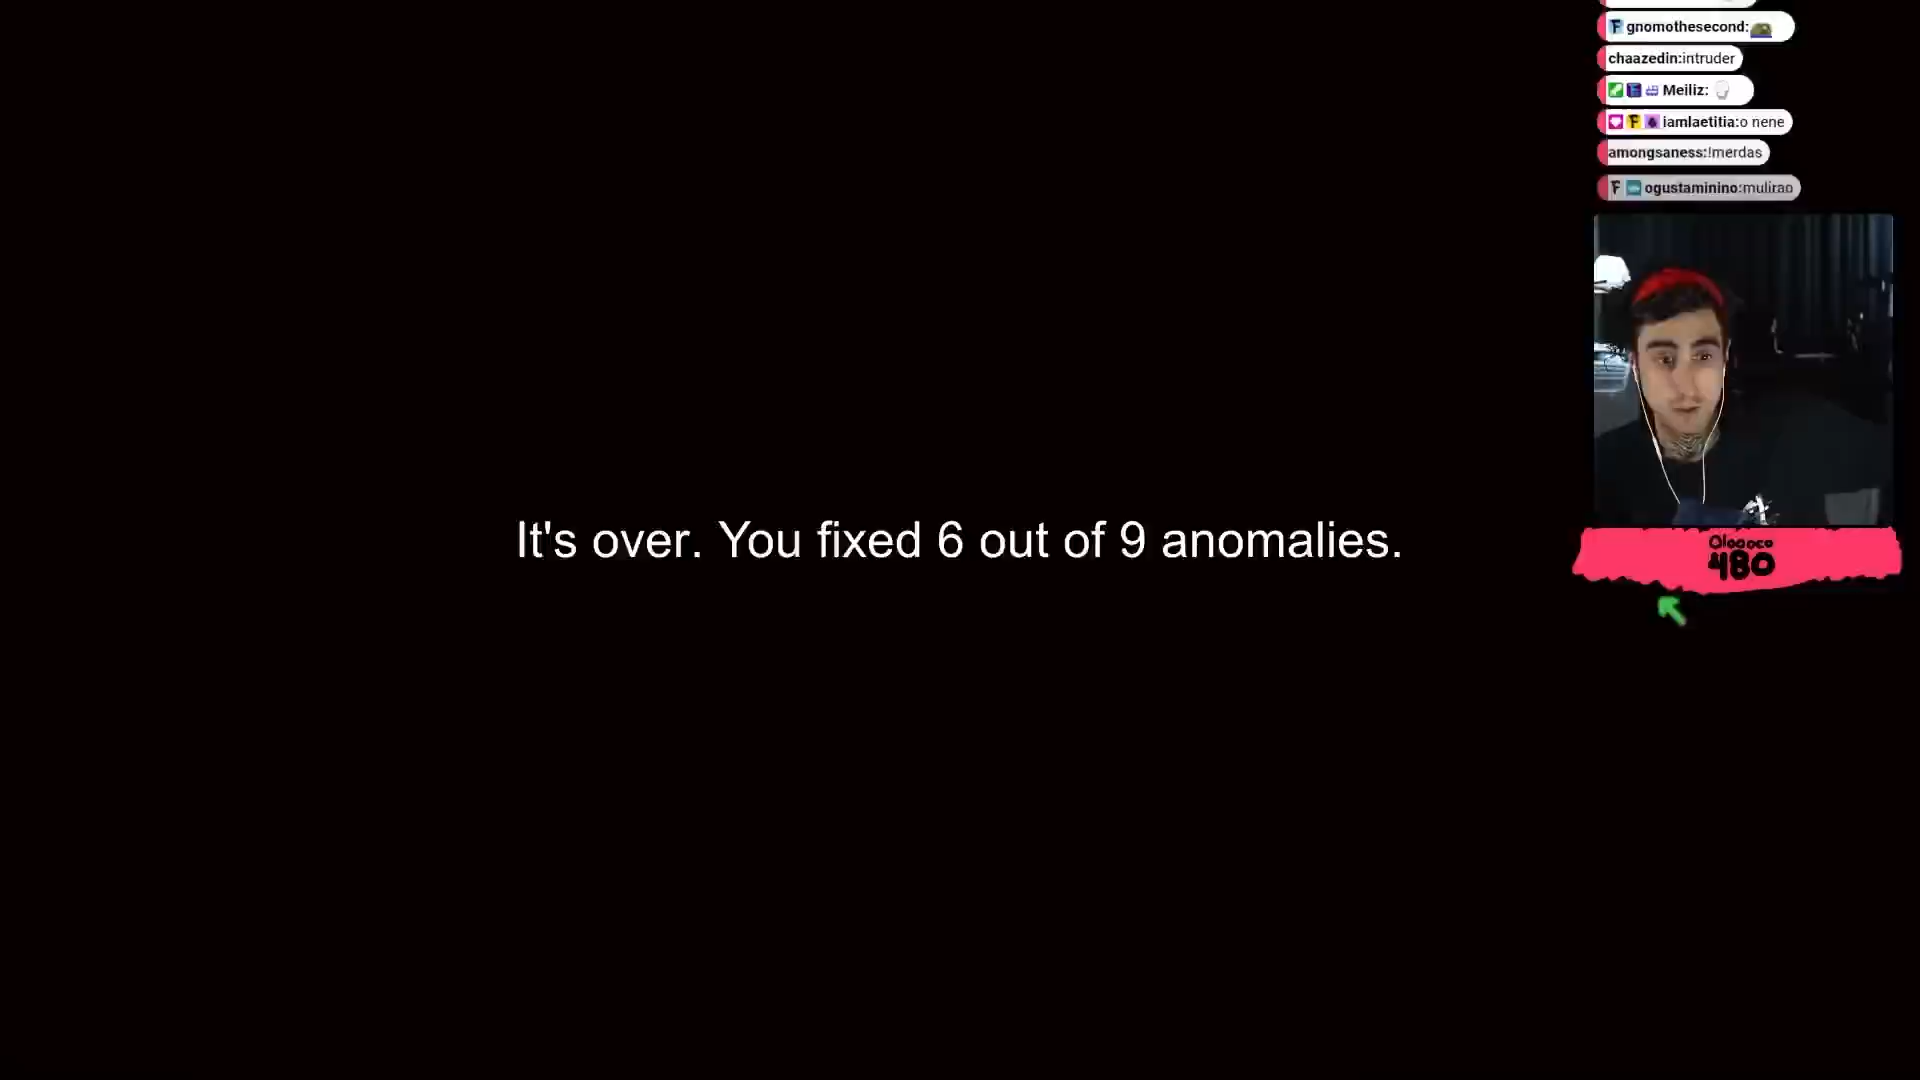 gnomothesecond:
chaazedin:intruder
Meiliz:
iamlaetitia:o nene
amongsaness:!merdas
ogustaminino:mulirao
It's over. You fixed 6 out of 9 anomalies.
480